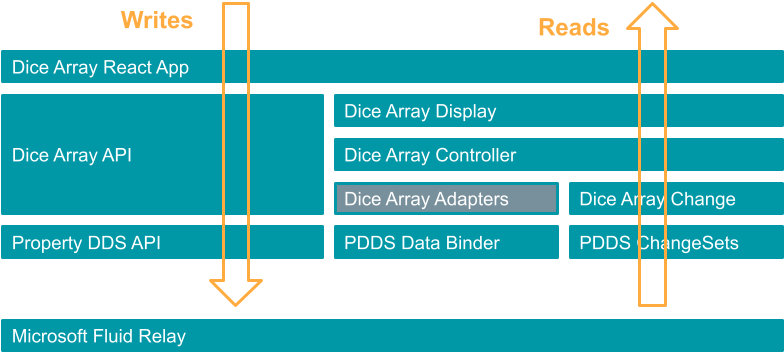 Writes
Reads
Dice Array React App
Dice Array Display
Dice Array API
Dice Array Controller
Dice Array Adapters
Dice Array Change
Property DDS API
PDDS Data Binder
PDDS ChangeSets
Microsoft Fluid Relay